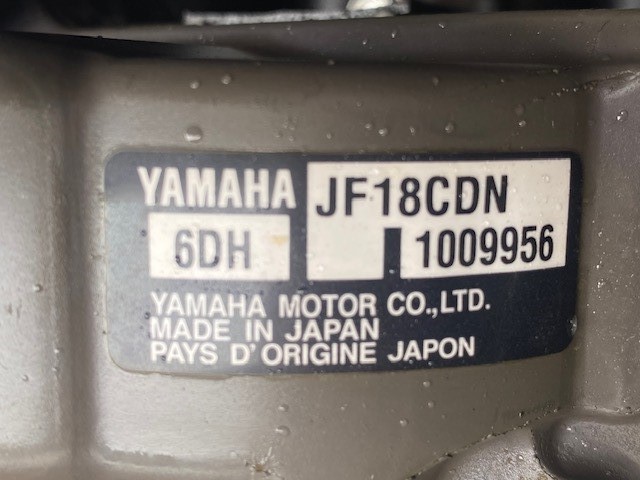 YAMAHA JF18CDN
6DH 1009956
YAMAHA MOTOR CO.,LTD.
MADE IN JAPAN
PAYS D'ORIGINE JAPON